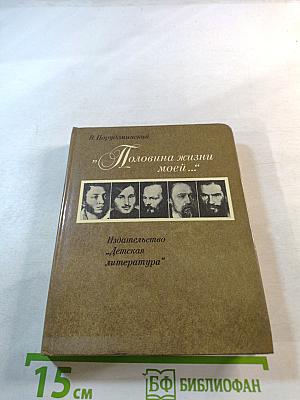 В. Порудоминский
„Половина жизни
моей..."
Издательство
„Детская
литература"
15 см
БФ БИБЛИОФАН